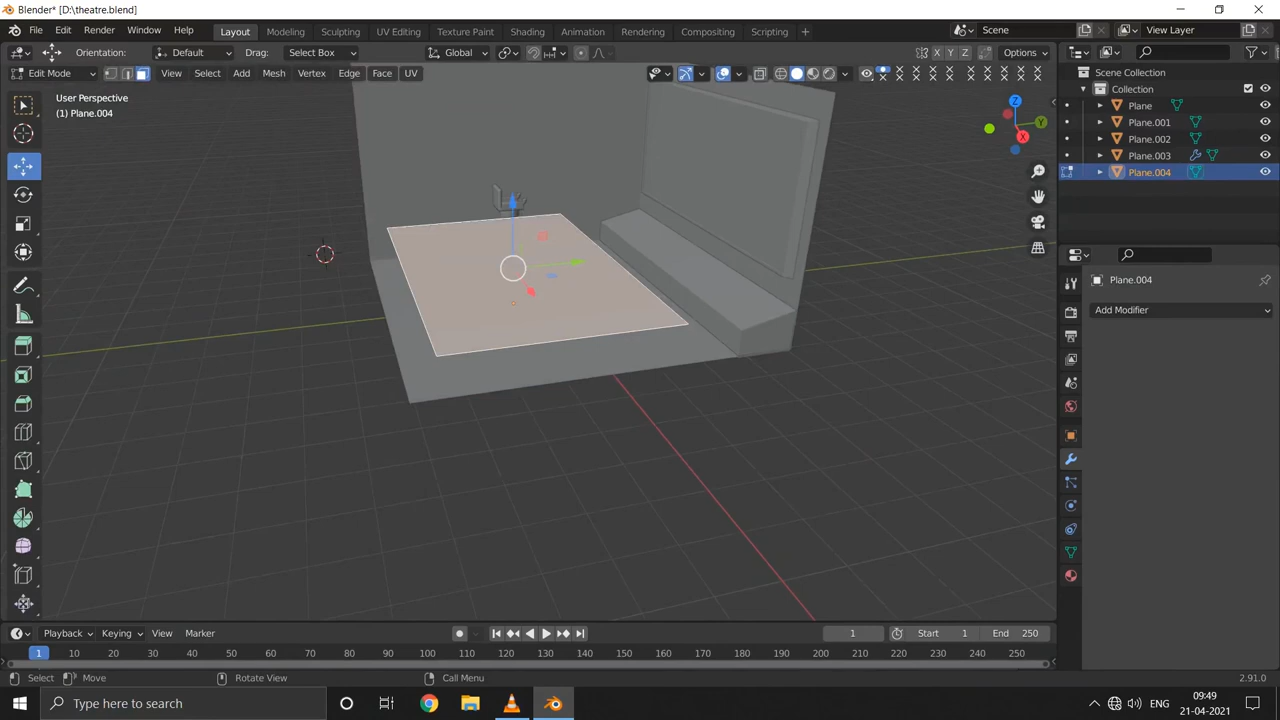 Blender* [D:\theatre.blend]
File Edit Render Window Help Layout Modeling Sculpting UV Editing Texture Paint Shading Animation Rendering Compositing Scripting + Scene View Layer
Orientation: Default Drag: Select Box Global X Y Z Options
Edit Mode View Select Add Mesh Vertex Edge Face UV
Scene Collection
Collection
Plane
Plane.001
Plane.002
Plane.003
Plane.004
User Perspective
(1) Plane.004
Z
Y
X
Plane.004
Add Modifier
Playback Keying View Marker 1 Start 1 End 250
1 10 20 30 40 50 60 70 80 90 100 110 120 130 140 150 160 170 180 190 200 210 220 230 240 250
Select Move Rotate View Call Menu 2.91.0
Type here to search ENG 09:49
21-04-2021